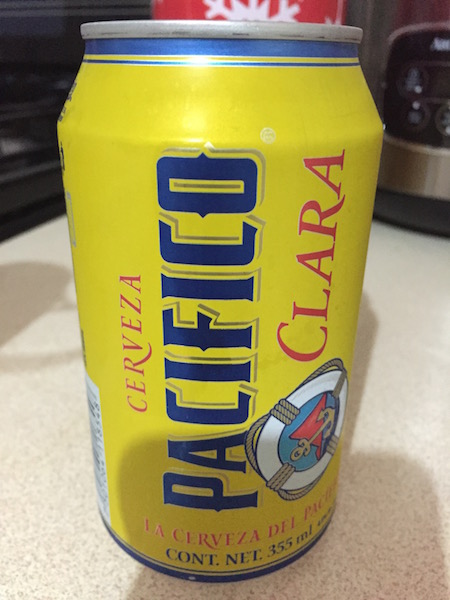 CERVEZA
PACIFICO
CLARA
LA CERVEZA DEL
CONT. NET. 355 ml